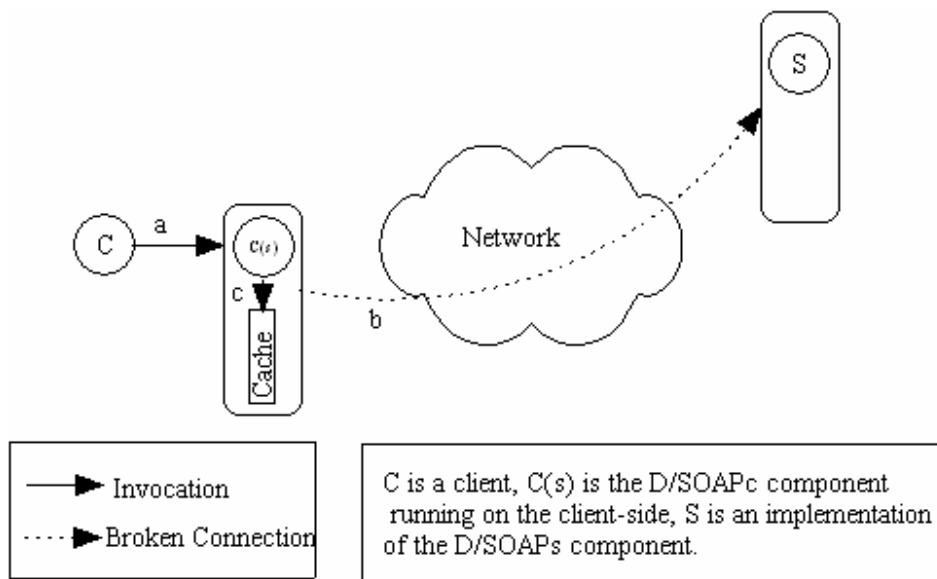 S
a
C
c(s)
Network
c
b
Cache
Invocation
Broken Connection
C is a client, C(s) is the D/SOAPc component
running on the client-side, S is an implementation
of the D/SOAPs component.